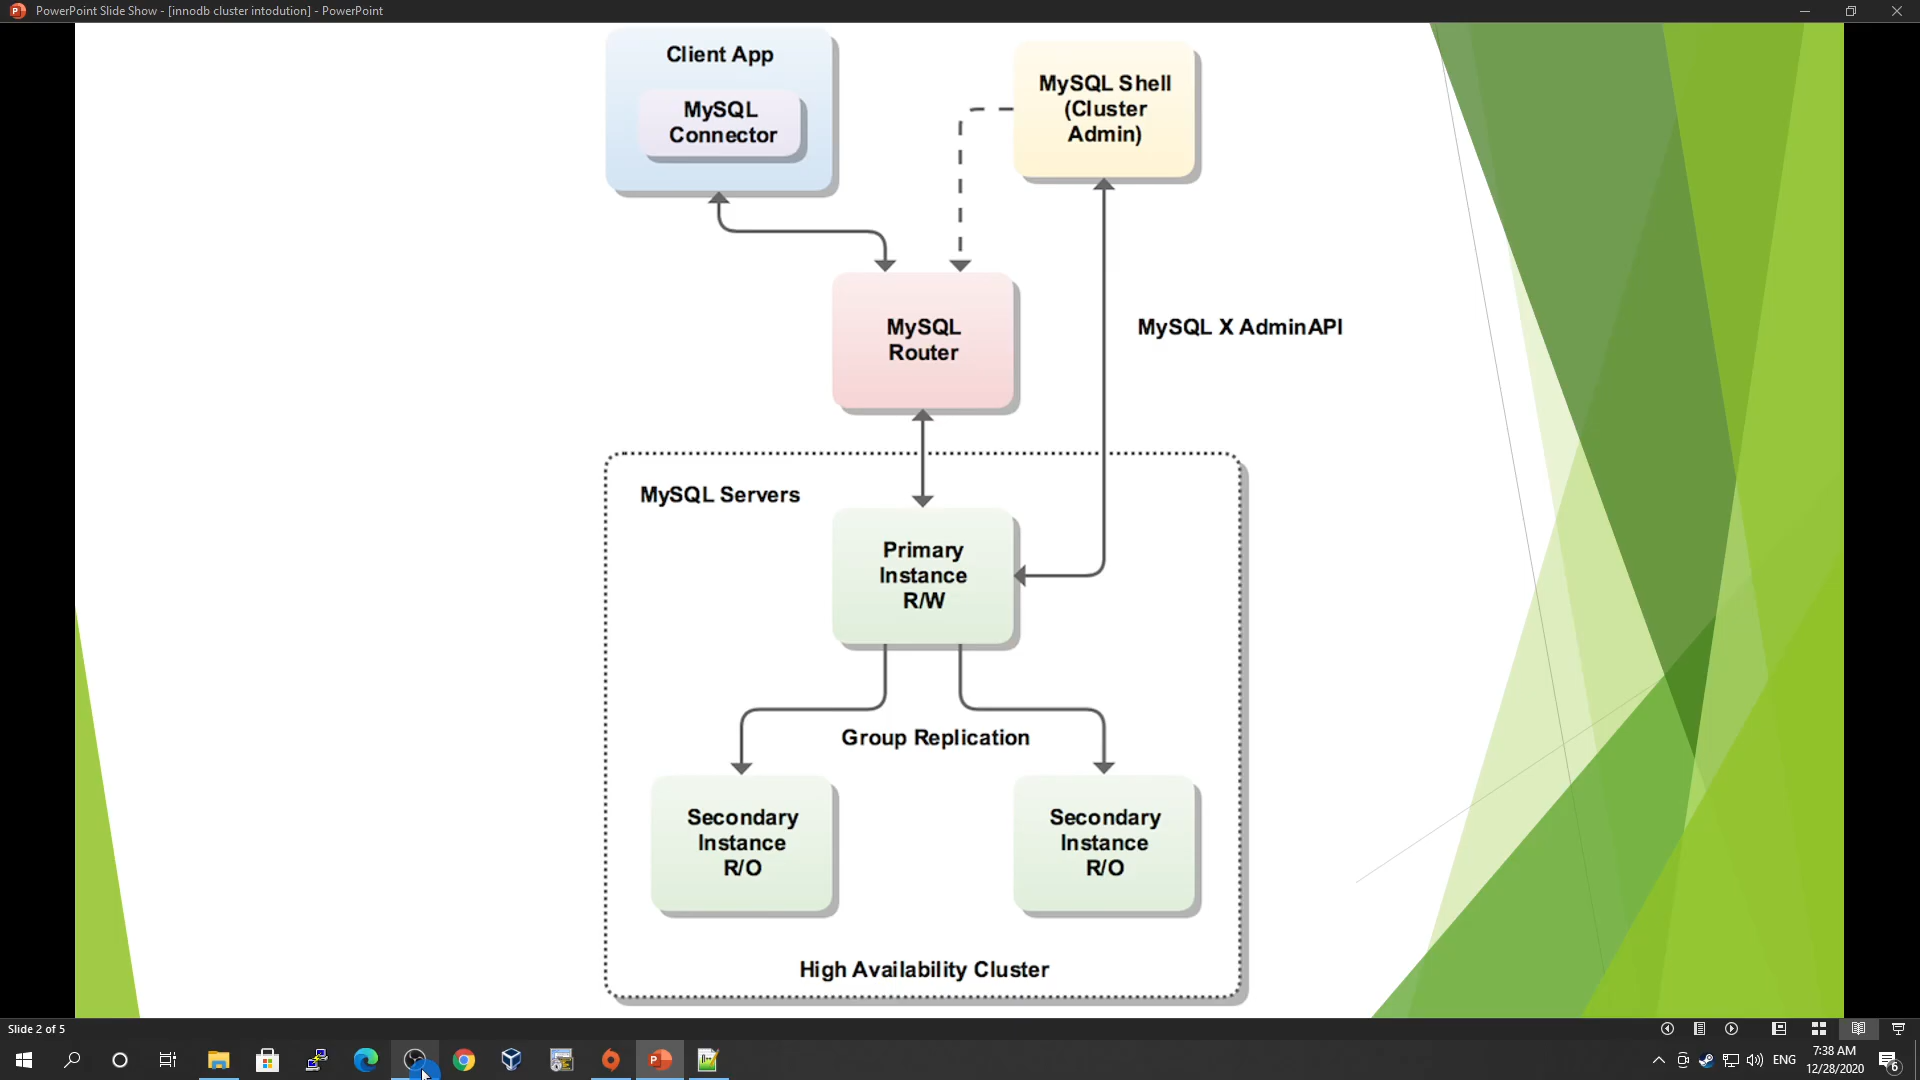 PowerPoint Slide Show - [innodb cluster intodution] - PowerPoint
Client App
MySQL
Connector
MySQL Shell
(Cluster
Admin)
MySQL
Router
MySQL X AdminAPI
MySQL Servers
Primary
Instance
R/W
Group Replication
Secondary
Instance
R/O
Secondary
Instance
R/O
High Availability Cluster
Slide 2 of 5
ENG
7:38 AM
12/28/2020
6